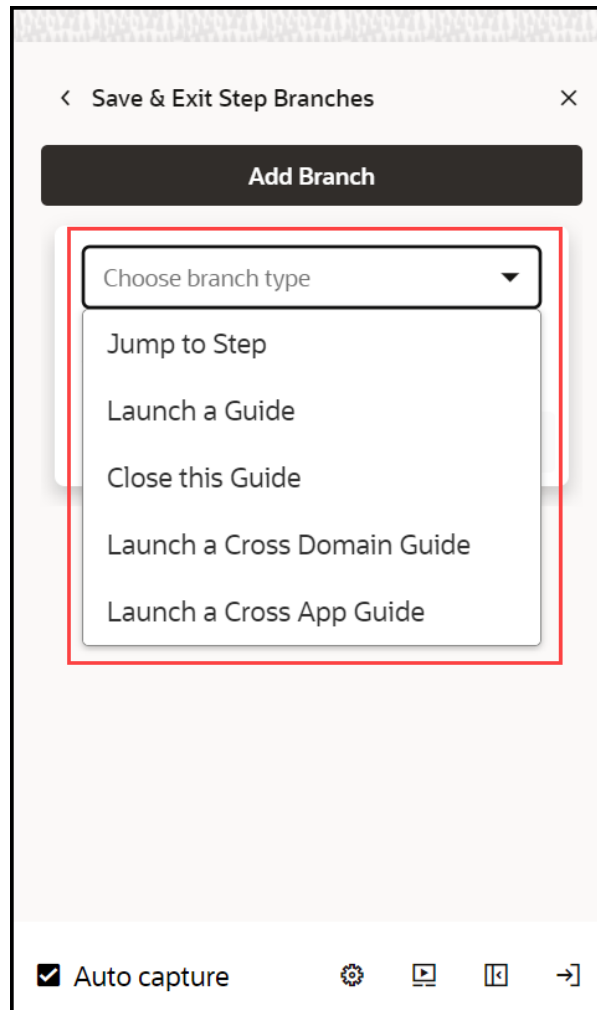 Save & Exit Step Branches
Add Branch
Choose branch type
Jump to Step
Launch a Guide
Close this Guide
Launch a Cross Domain Guide
Launch a Cross App Guide
Auto capture